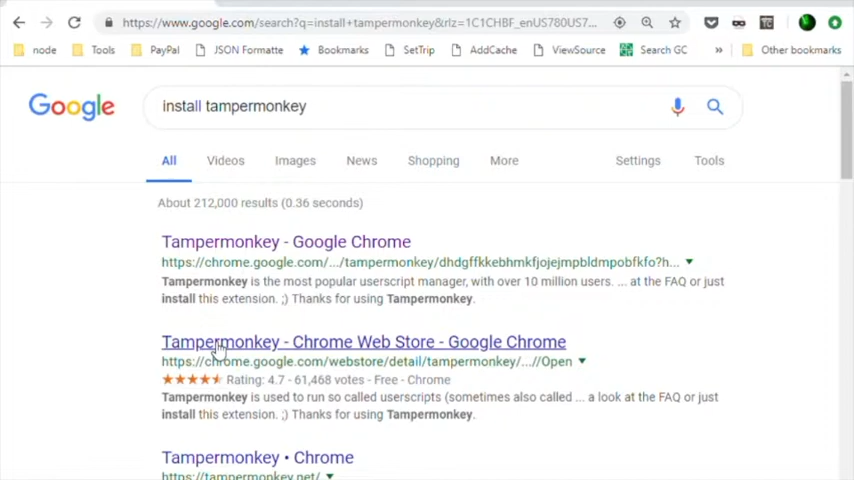 https://www.google.com/search?q=install+tampermonkey&rlz=1C1CHBF_enUS780US7...
node Tools PayPal JSON Formatte Bookmarks SetTrip AddCache ViewSource Search GC » Other bookmarks
Google install tampermonkey
All Videos Images News Shopping More Settings Tools
About 212,000 results (0.36 seconds)
Tampermonkey - Google Chrome
https://chrome.google.com/.../tampermonkey/dhdgffkkebhmkfjojejmpbldmpobfkfo?h...
Tampermonkey is the most popular userscript manager, with over 10 million users. ... at the FAQ or just
install this extension. ;) Thanks for using Tampermonkey.
Tampermonkey - Chrome Web Store - Google Chrome
https://chrome.google.com/webstore/detail/tampermonkey/...//Open
Rating: 4.7 - 61,468 votes - Free - Chrome
Tampermonkey is used to run so called userscripts (sometimes also called ... a look at the FAQ or just
install this extension. ;) Thanks for using Tampermonkey.
Tampermonkey • Chrome
https://tampermonkey.net/